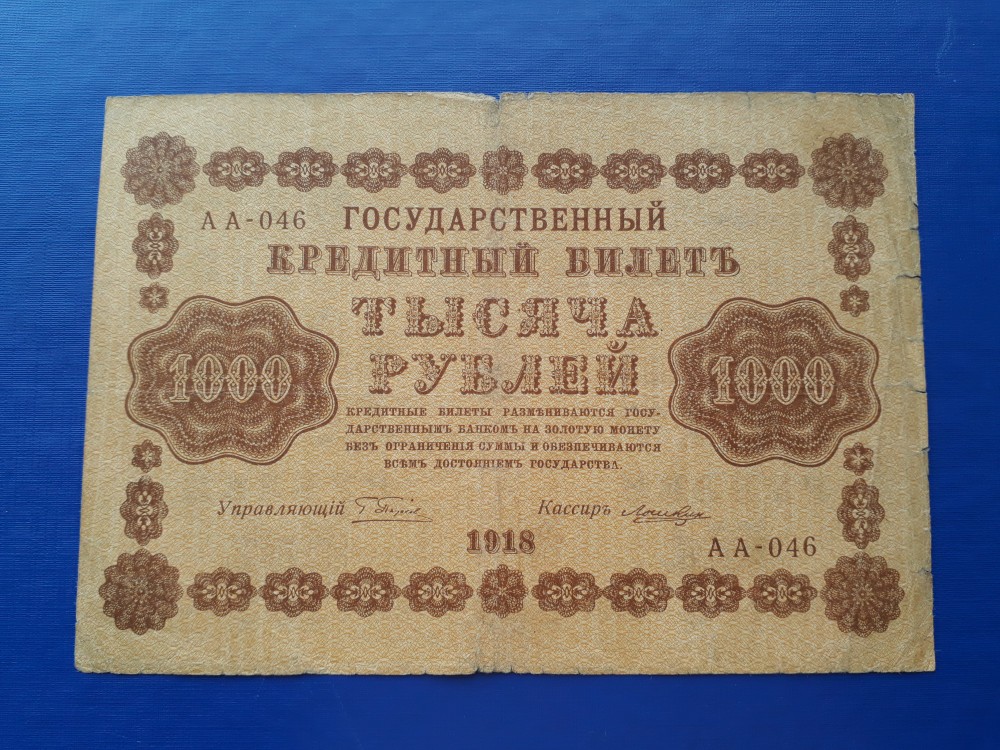 АА-046 ГОСУДАРСТВЕННЫЙ
КРЕДИТНЫЙ БИЛЕТЪ
ТЫСЯЧА
РУБЛЕЙ
1000
1000
КРЕДИТНЫЕ БИЛЕТЫ РАЗМѢНИВАЮТСЯ ГОСУ-
ДАРСТВЕННЫМЪ БАНКОМЪ НА ЗОЛОТУЮ МОНЕТУ
БЕЗЪ ОГРАНИЧЕНІЯ СУММЫ И ОБЕЗПЕЧИВАЮТСЯ
ВСѢМЪ ДОСТОЯНІЕМЪ ГОСУДАРСТВА.
Управляющій Кассиръ
1918
АА-046